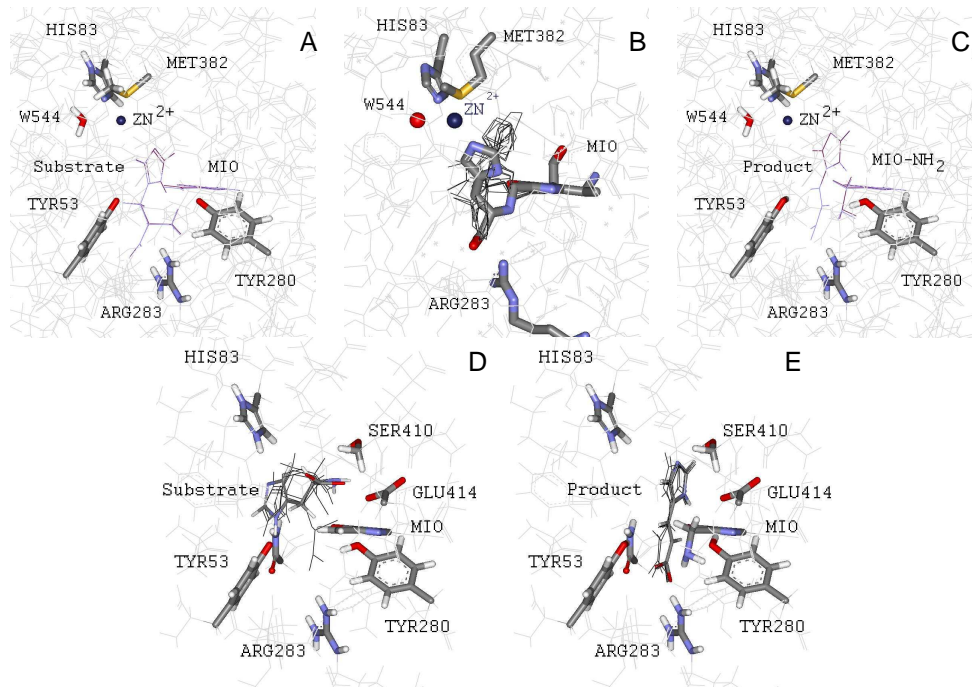 A
HIS83
MET382
W544
ZN2+
Substrate
MIO
TYR53
TYR280
ARG283
B
HIS83
MET382
W544
ZN2+
MIO
ARG283
C
HIS83
MET382
W544
ZN2+
Product
MIO-NH2
TYR53
TYR280
ARG283
D
HIS83
SER410
Substrate
GLU414
MIO
TYR53
TYR280
ARG283
E
HIS83
SER410
Product
GLU414
MIO
TYR53
TYR280
ARG283